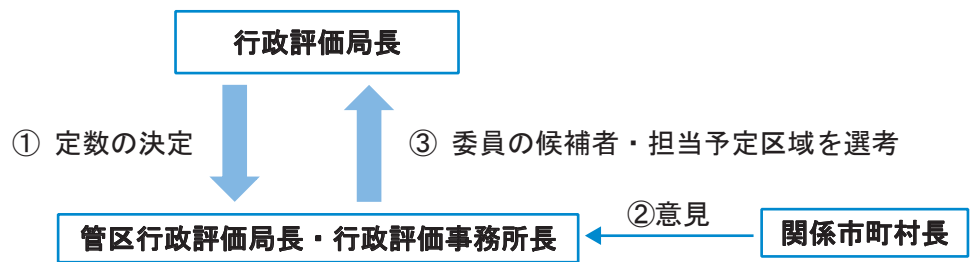 行政評価局長
① 定数の決定
③ 委員の候補者・担当予定区域を選考
②意見
管区行政評価局長・行政評価事務所長
関係市町村長